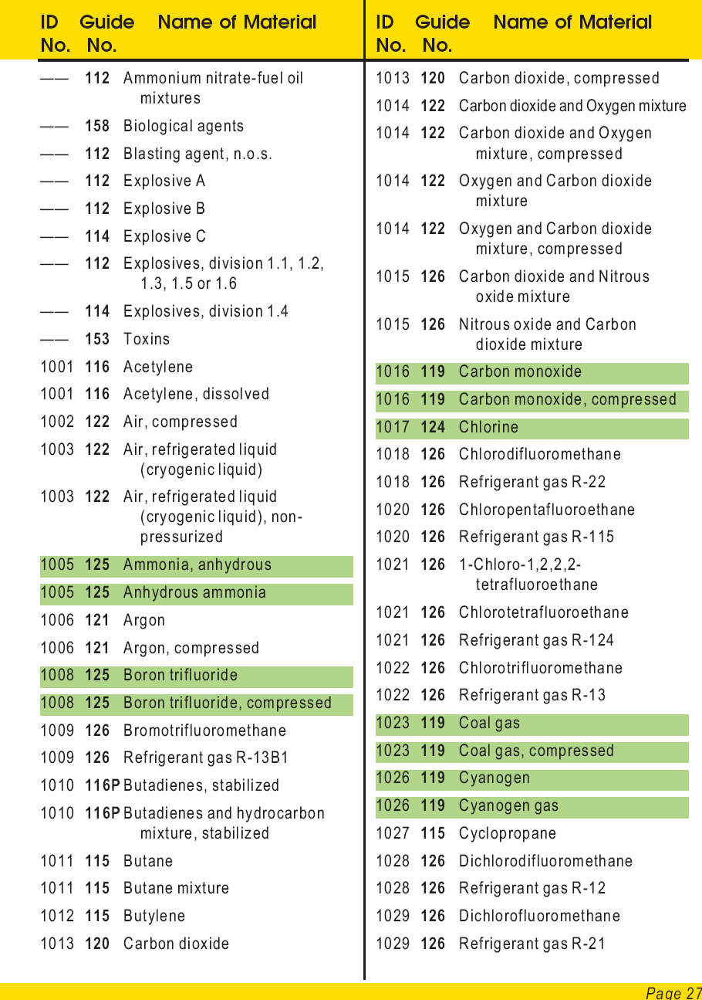 ID Guide Name of Material
No. No.
—— 112 Ammonium nitrate-fuel oil
mixtures
—— 158 Biological agents
—— 112 Blasting agent, n.o.s.
—— 112 Explosive A
—— 112 Explosive B
—— 114 Explosive C
—— 112 Explosives, division 1.1, 1.2,
1.3, 1.5 or 1.6
—— 114 Explosives, division 1.4
—— 153 Toxins
1001 116 Acetylene
1001 116 Acetylene, dissolved
1002 122 Air, compressed
1003 122 Air, refrigerated liquid
(cryogenic liquid)
1003 122 Air, refrigerated liquid
(cryogenic liquid), non-
pressurized
1005 125 Ammonia, anhydrous
1005 125 Anhydrous ammonia
1006 121 Argon
1006 121 Argon, compressed
1008 125 Boron trifluoride
1008 125 Boron trifluoride, compressed
1009 126 Bromotrifluoromethane
1009 126 Refrigerant gas R-13B1
1010 116P Butadienes, stabilized
1010 116P Butadienes and hydrocarbon
mixture, stabilized
1011 115 Butane
1011 115 Butane mixture
1012 115 Butylene
1013 120 Carbon dioxide
ID Guide Name of Material
No. No.
1013 120 Carbon dioxide, compressed
1014 122 Carbon dioxide and Oxygen mixture
1014 122 Carbon dioxide and Oxygen
mixture, compressed
1014 122 Oxygen and Carbon dioxide
mixture
1014 122 Oxygen and Carbon dioxide
mixture, compressed
1015 126 Carbon dioxide and Nitrous
oxide mixture
1015 126 Nitrous oxide and Carbon
dioxide mixture
1016 119 Carbon monoxide
1016 119 Carbon monoxide, compressed
1017 124 Chlorine
1018 126 Chlorodifluoromethane
1018 126 Refrigerant gas R-22
1020 126 Chloropentafluoroethane
1020 126 Refrigerant gas R-115
1021 126 1-Chloro-1,2,2,2-
tetrafluoroethane
1021 126 Chlorotetrafluoroethane
1021 126 Refrigerant gas R-124
1022 126 Chlorotrifluoromethane
1022 126 Refrigerant gas R-13
1023 119 Coal gas
1023 119 Coal gas, compressed
1026 119 Cyanogen
1026 119 Cyanogen gas
1027 115 Cyclopropane
1028 126 Dichlorodifluoromethane
1028 126 Refrigerant gas R-12
1029 126 Dichlorofluoromethane
1029 126 Refrigerant gas R-21
Page 27